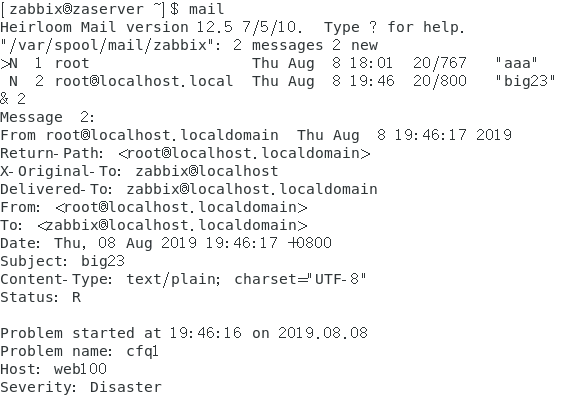 [zabbix@zaserver ~]$ mail
Heirloom Mail version 12.5 7/5/10.  Type ? for help.
"/var/spool/mail/zabbix": 2 messages 2 new
>N  1 root                  Thu Aug  8 18:01  20/767   "aaa"
 N  2 root@localhost.local  Thu Aug  8 19:46  20/800   "big23"
& 2
Message  2:
From root@localhost.localdomain  Thu Aug  8 19:46:17 2019
Return-Path: <root@localhost.localdomain>
X-Original-To: zabbix@localhost
Delivered-To: zabbix@localhost.localdomain
From: <root@localhost.localdomain>
To: <zabbix@localhost.localdomain>
Date: Thu, 08 Aug 2019 19:46:17 +0800
Subject: big23
Content-Type: text/plain; charset="UTF-8"
Status: R

Problem started at 19:46:16 on 2019.08.08
Problem name: cfq1
Host: web100
Severity: Disaster